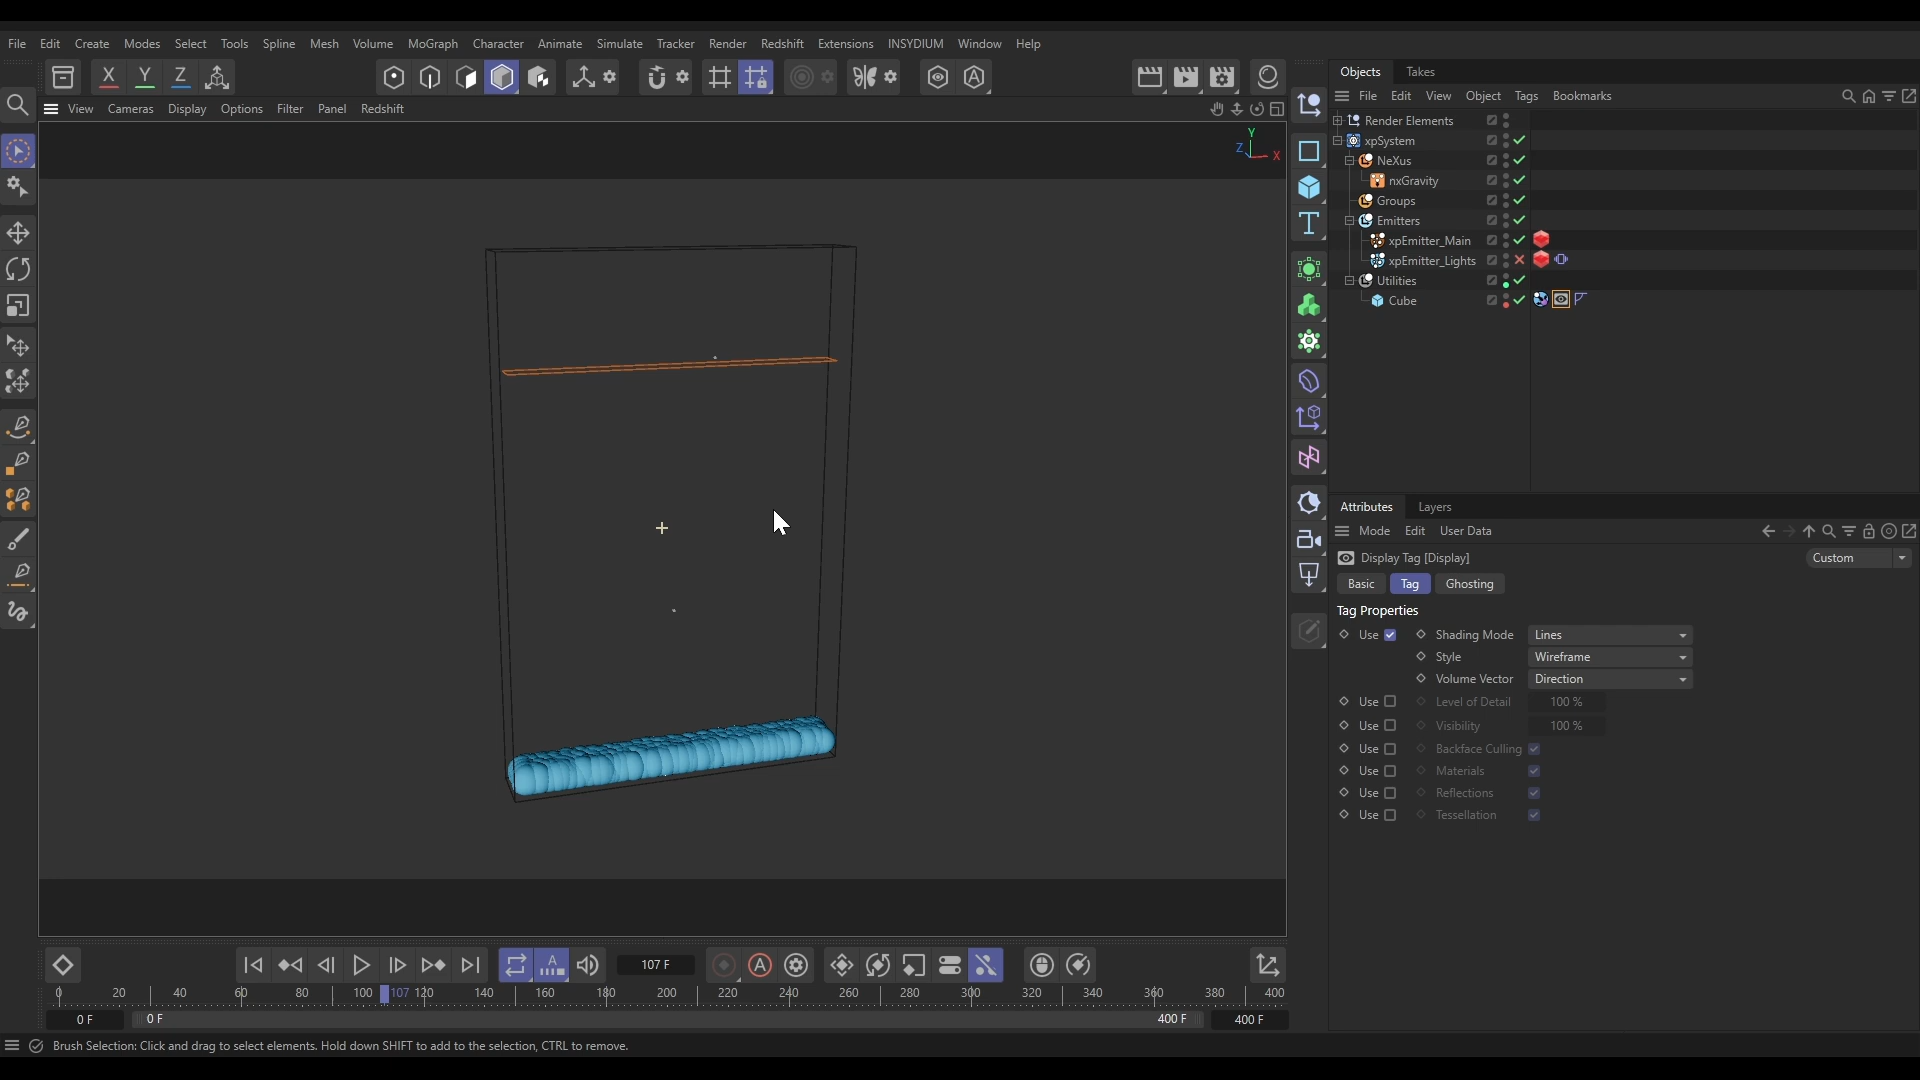 File Edit Create Modes Select Tools Spline Mesh Volume MoGraph Character Animate Simulate Tracker Render Redshift Extensions INSYDIUM Window Help
X Y Z
View Cameras Display Options Filter Panel Redshift
Y
Z X
Objects Takes
File Edit View Object Tags Bookmarks
Render Elements
xpSystem
NeXus
nxGravity
Groups
Emitters
xpEmitter_Main
xpEmitter_Lights
Utilities
Cube
Attributes Layers
Mode Edit User Data
Display Tag [Display] Custom
Basic Tag Ghosting
Tag Properties
Use Shading Mode Lines
Style Wireframe
Volume Vector Direction
Use Level of Detail 100 %
Use Visibility 100 %
Use Backface Culling
Use Materials
Use Reflections
Use Tessellation
107 F
0 20 40 60 80 100 107 120 140 160 180 200 220 240 260 280 300 320 340 360 380 400
0 F 0 F 400 F 400 F
Brush Selection: Click and drag to select elements. Hold down SHIFT to add to the selection, CTRL to remove.